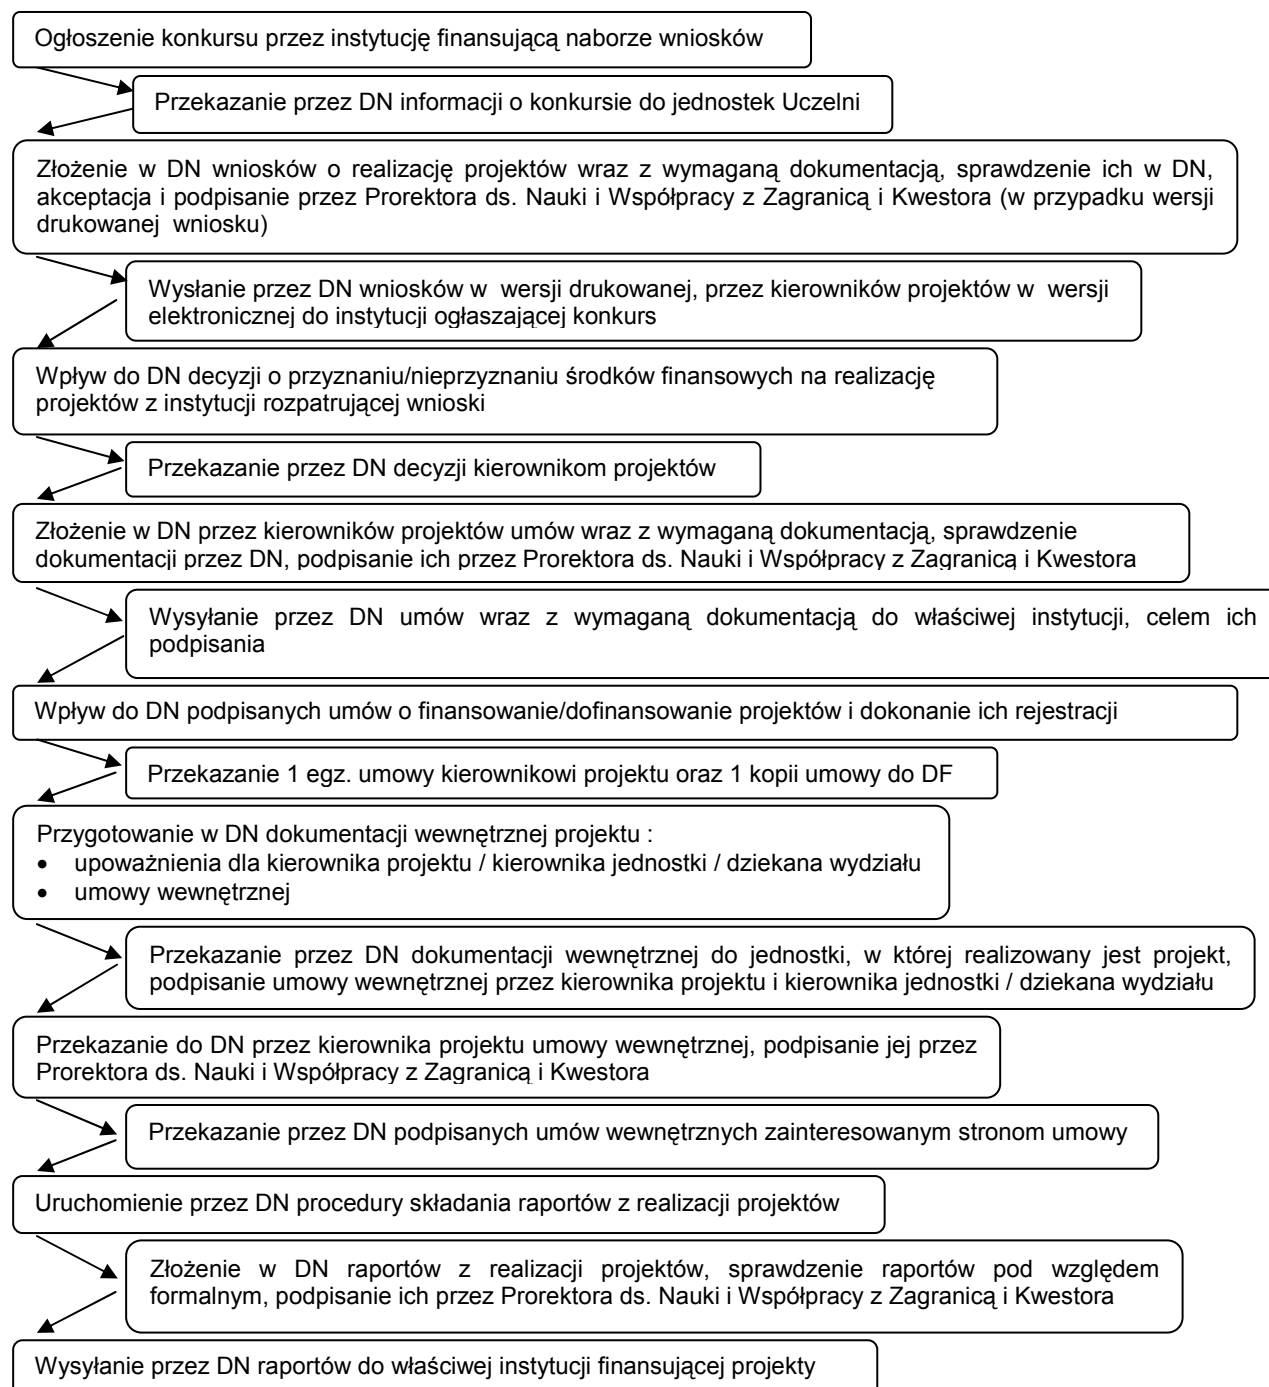 Ogłoszenie konkursu przez instytucję finansującą naborze wniosków
Przekazanie przez DN informacji o konkursie do jednostek Uczelni
Złożenie w DN wniosków o realizację projektów wraz z wymaganą dokumentacją, sprawdzenie ich w DN,
akceptacja i podpisanie przez Prorektora ds. Nauki i Współpracy z Zagranicą i Kwestora (w przypadku wersji
drukowanej wniosku)
Wysłanie przez DN wniosków w wersji drukowanej, przez kierowników projektów w wersji
elektronicznej do instytucji ogłaszającej konkurs
Wpływ do DN decyzji o przyznaniu/nieprzyznaniu środków finansowych na realizację
projektów z instytucji rozpatrującej wnioski
Przekazanie przez DN decyzji kierownikom projektów
Złożenie w DN przez kierowników projektów umów wraz z wymaganą dokumentacją, sprawdzenie
dokumentacji przez DN, podpisanie ich przez Prorektora ds. Nauki i Współpracy z Zagranicą i Kwestora
Wysyłanie przez DN umów wraz z wymaganą dokumentacją do właściwej instytucji, celem ich
podpisania
Wpływ do DN podpisanych umów o finansowanie/dofinansowanie projektów i dokonanie ich rejestracji
Przekazanie 1 egz. umowy kierownikowi projektu oraz 1 kopii umowy do DF
Przygotowanie w DN dokumentacji wewnętrznej projektu :
• upoważnienia dla kierownika projektu / kierownika jednostki / dziekana wydziału
• umowy wewnętrznej
Przekazanie przez DN dokumentacji wewnętrznej do jednostki, w której realizowany jest projekt,
podpisanie umowy wewnętrznej przez kierownika projektu i kierownika jednostki / dziekana wydziału
Przekazanie do DN przez kierownika projektu umowy wewnętrznej, podpisanie jej przez
Prorektora ds. Nauki i Współpracy z Zagranicą i Kwestora
Przekazanie przez DN podpisanych umów wewnętrznych zainteresowanym stronom umowy
Uruchomienie przez DN procedury składania raportów z realizacji projektów
Złożenie w DN raportów z realizacji projektów, sprawdzenie raportów pod względem
formalnym, podpisanie ich przez Prorektora ds. Nauki i Współpracy z Zagranicą i Kwestora
Wysyłanie przez DN raportów do właściwej instytucji finansującej projekty